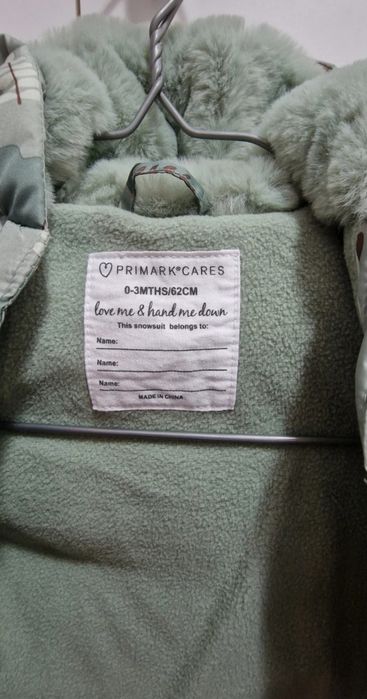 PRIMARK®CARES
0-3MTHS/62CM
love me & hand me down
This snowsuit belongs to:
Name:
Name:
Name:
MADE IN CHINA